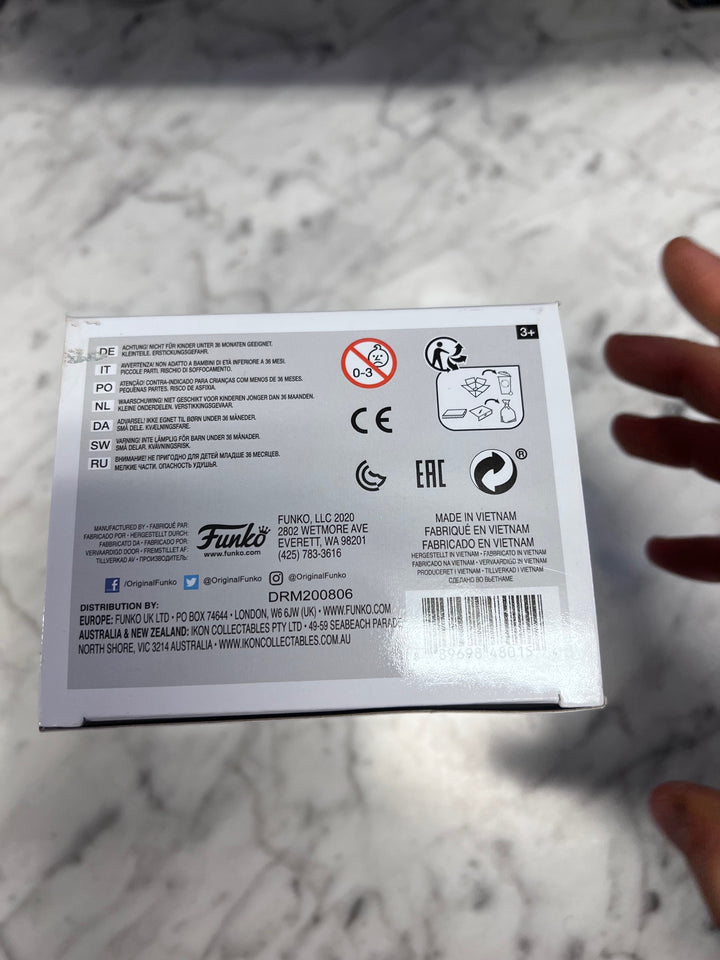 3+
DE ACHTUNG! NICHT FÜR KINDER UNTER 36 MONATEN GEEIGNET.
KLEINTEILE. ERSTICKUNGSGEFAHR.
IT AVVERTENZA! NON ADATTO A BAMBINI DI ETÀ INFERIORE A 36 MESI.
PICCOLE PARTI. RISCHIO DI SOFFOCAMENTO.
PO ATENÇÃO! CONTRA-INDICADO PARA CRIANÇAS COM MENOS DE 36 MESES.
PEQUENAS PARTES. RISCO DE ASFIXIA.
NL WAARSCHUWING! NIET GESCHIKT VOOR KINDEREN JONGER DAN 36 MAANDEN.
KLEINE ONDERDELEN. VERSTIKKINGSGEVAAR.
DA ADVARSEL! IKKE EGNET TIL BØRN UNDER 36 MÅNEDER.
SMÅ DELE. KVÆLNINGSFARE.
SW VARNING! INTE LÄMPLIG FÖR BARN UNDER 36 MÅNADER.
SMÅ DELAR. KVÄVNINGSRISK.
RU ВНИМАНИЕ! НЕ ПРИГОДНО ДЛЯ ДЕТЕЙ МЛАДШЕ 36 МЕСЯЦЕВ.
МЕЛКИЕ ЧАСТИ. ОПАСНОСТЬ УДУШЬЯ.
0-3
CE
EAC
®
MANUFACTURED BY • FABRIQUÉ PAR:
FABRICADO POR • HERGESTELLT DURCH:
FABBRICATO DA • FABRICADO POR:
VERVAARDIGD DOOR • FREMSTILLET AF:
TILLVERKAD AV • ПРОИЗВОДИТЕЛЬ:
Funko
www.funko.com
FUNKO, LLC 2020
2802 WETMORE AVE
EVERETT, WA 98201
(425) 783-3616
MADE IN VIETNAM
FABRIQUÉ EN VIETNAM
FABRICADO EN VIETNAM
HERGESTELLT IN VIETNAM • FABBRICATO IN VIETNAM
FABRICADO NA VIETNAM • VERVAARDIGD IN VIETNAM
PRODUCERET I VIETNAM • TILLVERKAD I VIETNAM
СДЕЛАНО ВО ВЬЕТНАМЕ
/OriginalFunko @OriginalFunko @OriginalFunko
DRM200806
DISTRIBUTION BY:
EUROPE: FUNKO UK LTD • PO BOX 74644 • LONDON, W6 6JW (UK) • WWW.FUNKO.COM
AUSTRALIA & NEW ZEALAND: IKON COLLECTABLES PTY LTD • 49-59 SEABEACH PARADE
NORTH SHORE, VIC 3214 AUSTRALIA • WWW.IKONCOLLECTABLES.COM.AU
89698 48015